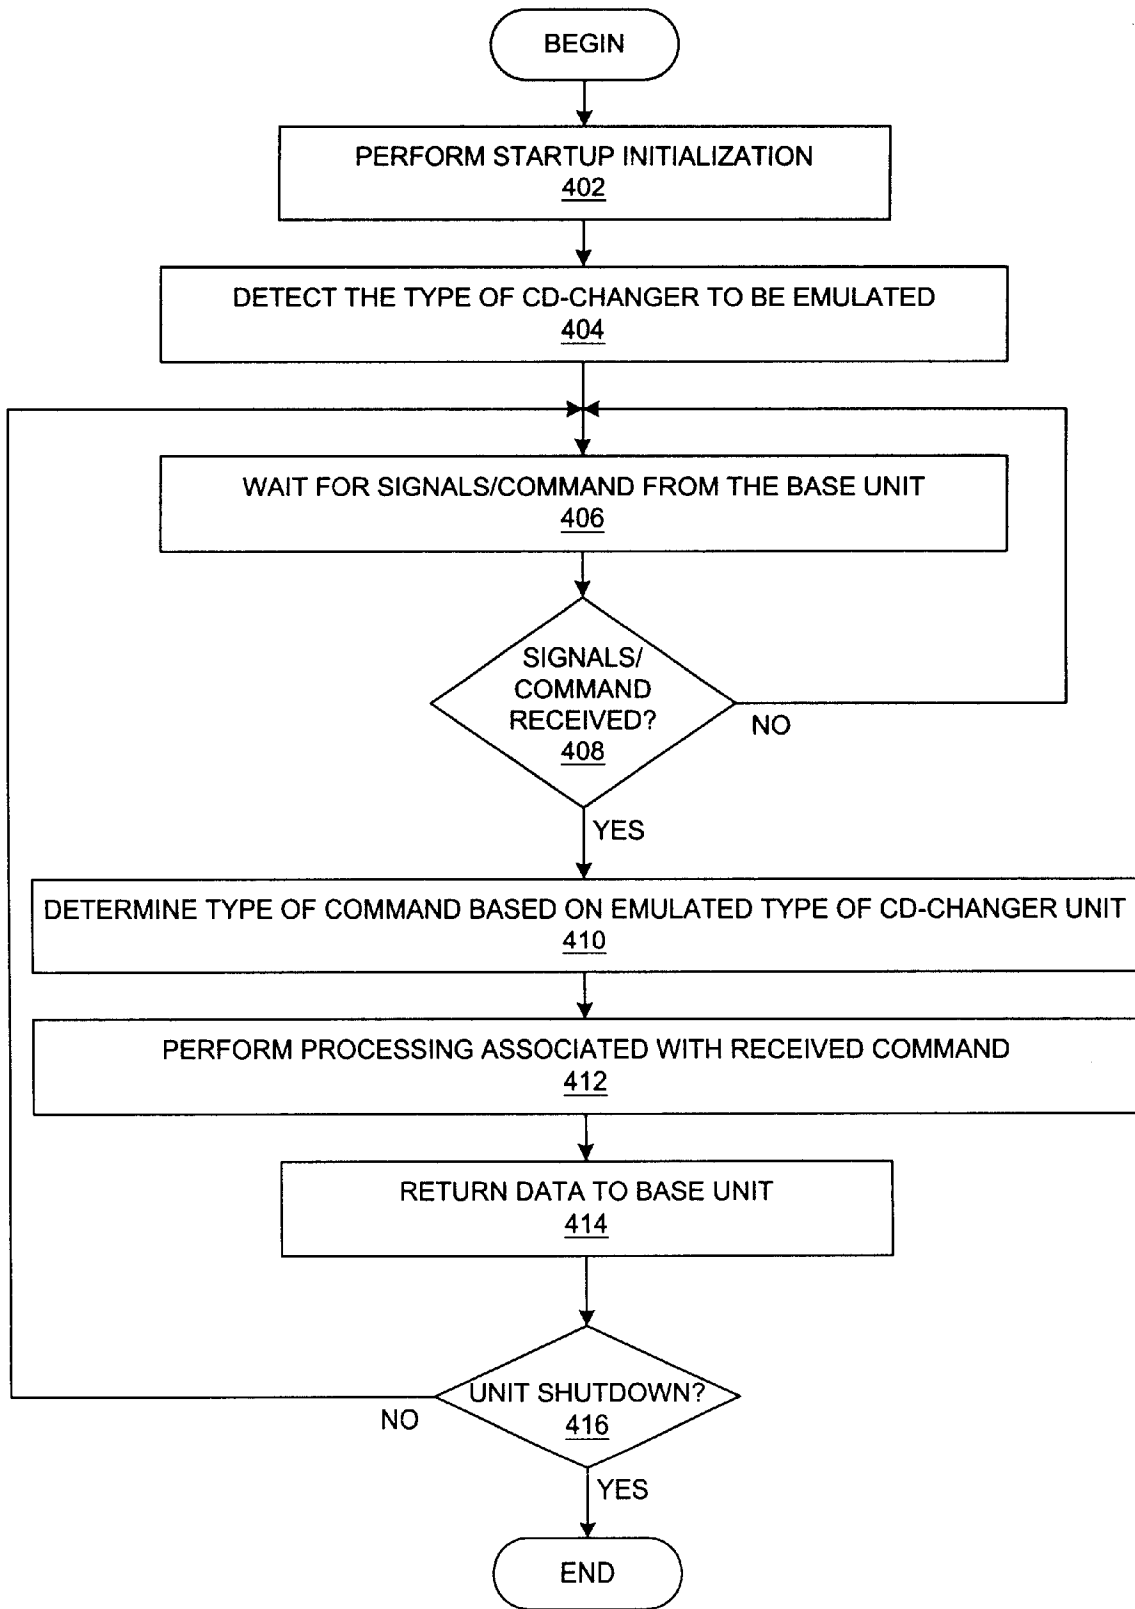 BEGIN
PERFORM STARTUP INITIALIZATION
402
DETECT THE TYPE OF CD-CHANGER TO BE EMULATED
404
WAIT FOR SIGNALS/COMMAND FROM THE BASE UNIT
406
SIGNALS/
COMMAND
RECEIVED?
408
NO
YES
DETERMINE TYPE OF COMMAND BASED ON EMULATED TYPE OF CD-CHANGER UNIT
410
PERFORM PROCESSING ASSOCIATED WITH RECEIVED COMMAND
412
RETURN DATA TO BASE UNIT
414
UNIT SHUTDOWN?
416
NO
YES
END